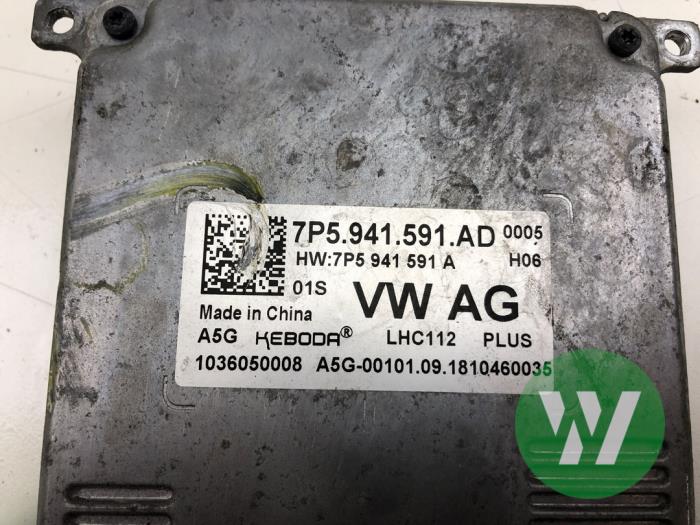 7P5.941.591.AD 0005
HW:7P5 941 591 A H06
01S VW AG
Made in China
A5G KEBODA® LHC112 PLUS
1036050008 A5G-00101.09.1810460035
W